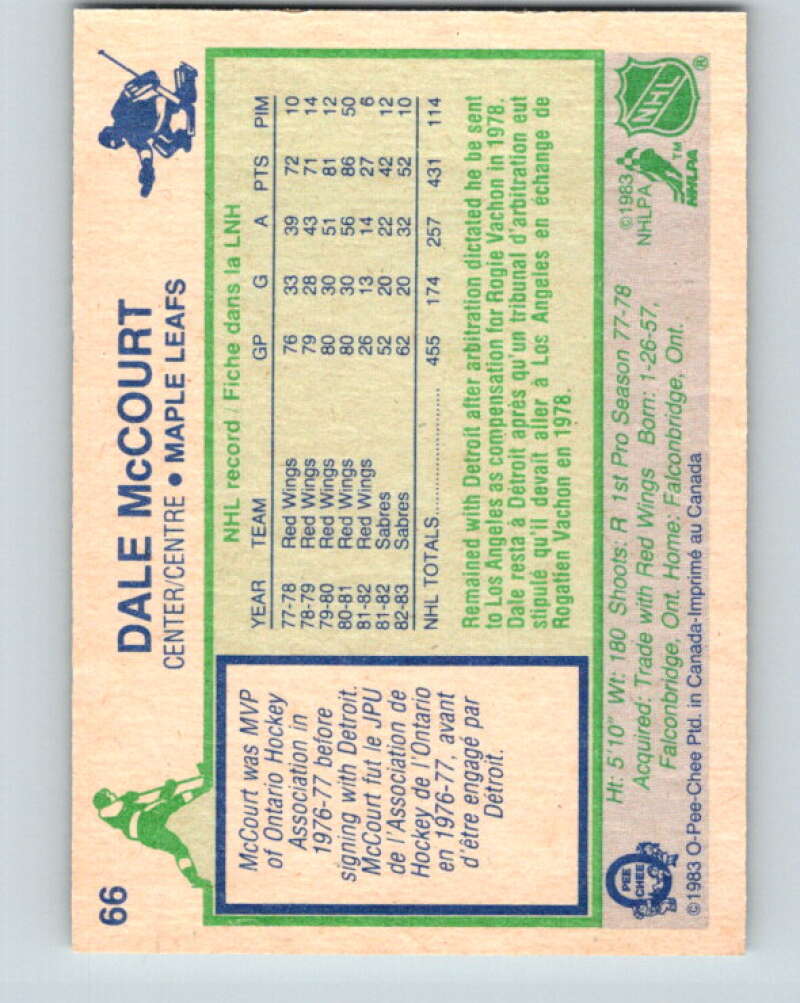 66
DALE McCOURT
CENTER/CENTRE • MAPLE LEAFS
McCourt was MVP
of Ontario Hockey
Association in
1976-77 before
signing with Detroit.
McCourt fut le JPU
de l'Association de
Hockey de l'Ontario
en 1976-77, avant
d'être engagé par
Détroit.
NHL record / Fiche dans la LNH
YEAR TEAM GP G A PTS PIM
77-78 Red Wings 76 33 39 72 10
78-79 Red Wings 79 28 43 71 14
79-80 Red Wings 80 30 51 81 12
80-81 Red Wings 80 30 56 86 50
81-82 Red Wings 26 13 14 27 6
81-82 Sabres 52 20 22 42 12
82-83 Sabres 62 20 32 52 10
NHL TOTALS.................... 455 174 257 431 114
Remained with Detroit after arbitration dictated he be sent
to Los Angeles as compensation for Rogie Vachon in 1978.
Dale resta à Détroit après qu'un tribunal d'arbitration eut
stipulé qu'il devait aller à Los Angeles en échange de
Rogatien Vachon en 1978.
PEE
CHEE
Ht: 5'10" Wt: 180 Shoots: R 1st Pro Season 77-78
Acquired: Trade with Red Wings Born: 1-26-57,
Falconbridge, Ont. Home: Falconbridge, Ont.
©1983 O-Pee-Chee Ptd. in Canada-Imprimé au Canada
©1983
NHLPA
NHL ®
TM
NHLPA